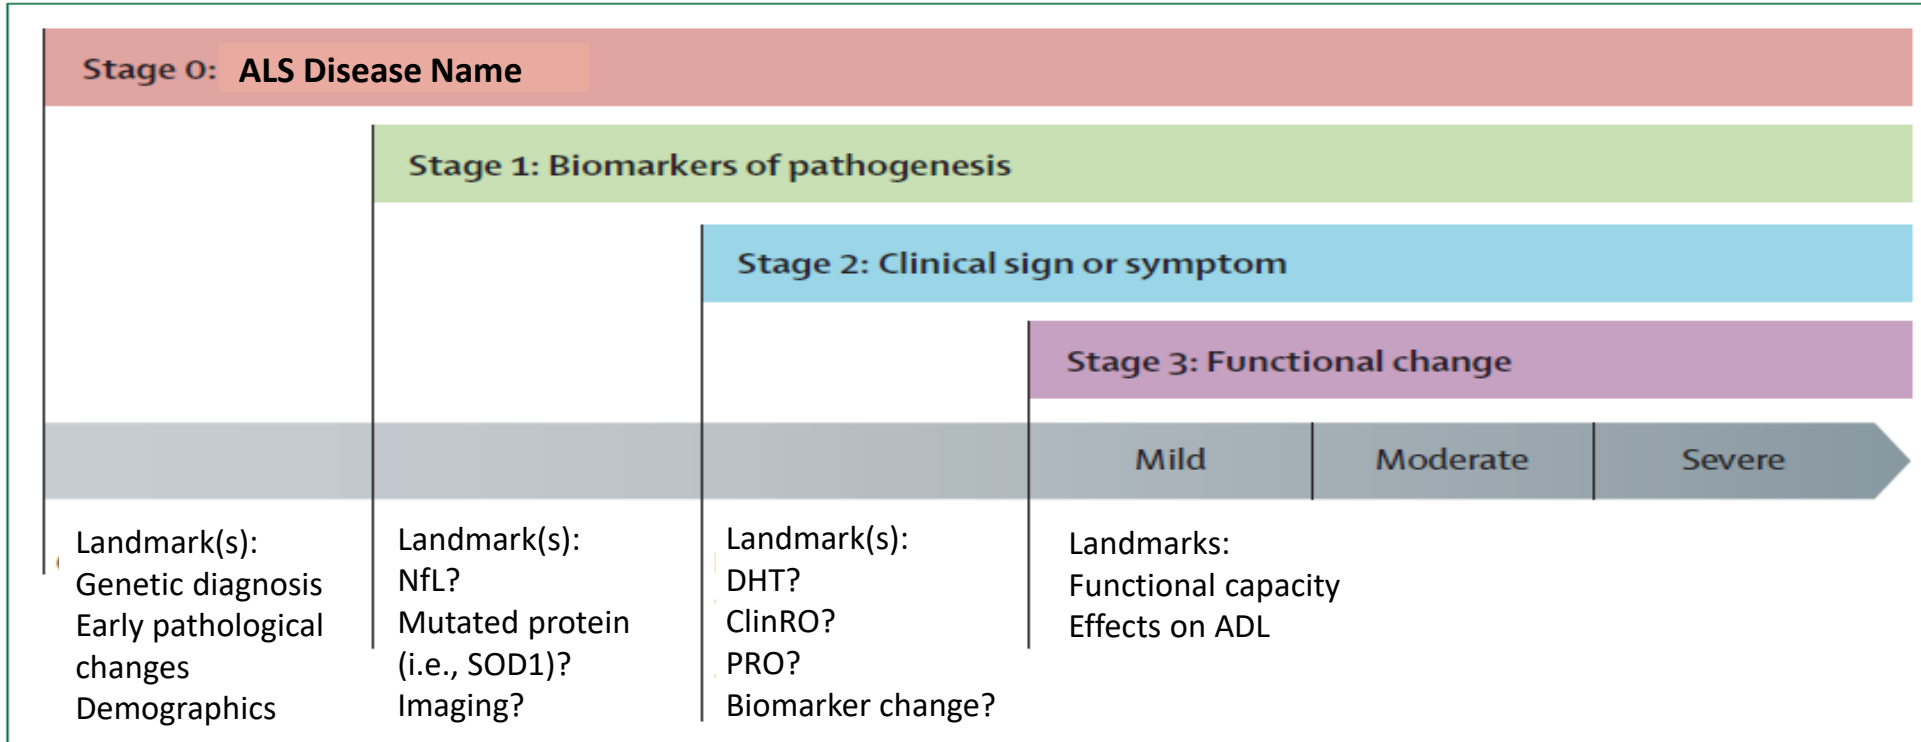 Stage 0: ALS Disease Name
Stage 1: Biomarkers of pathogenesis
Stage 2: Clinical sign or symptom
Stage 3: Functional change
Mild Moderate Severe
Landmark(s):
Genetic diagnosis
Early pathological
changes
Demographics
Landmark(s):
NfL?
Mutated protein
(i.e., SOD1)?
Imaging?
Landmark(s):
DHT?
ClinRO?
PRO?
Biomarker change?
Landmarks:
Functional capacity
Effects on ADL